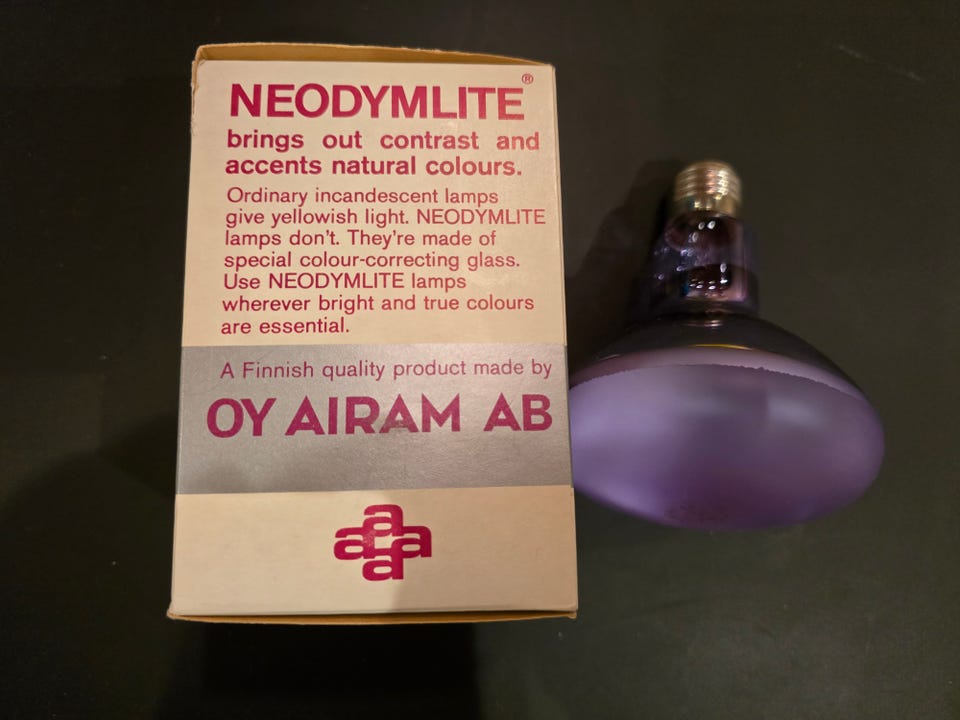 NEODYMLITE®
brings out contrast and
accents natural colours.
Ordinary incandescent lamps
give yellowish light. NEODYMLITE
lamps don't. They're made of
special colour-correcting glass.
Use NEODYMLITE lamps
wherever bright and true colours
are essential.
A Finnish quality product made by
OY AIRAM AB
a
a a
a